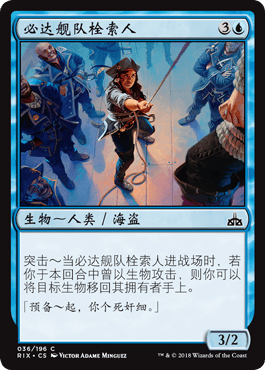 必达舰队栓索人 3
生物～人类 / 海盗
突击～当必达舰队栓索人进战场时，若
你于本回合中曾以生物攻击，则你可以
将目标生物移回其拥有者手上。
「预备～起，你个死奸细。」
3/2
036/196 C
RIX • CS VICTOR ADAME MINGUEZ
™ & © 2018 Wizards of the Coast